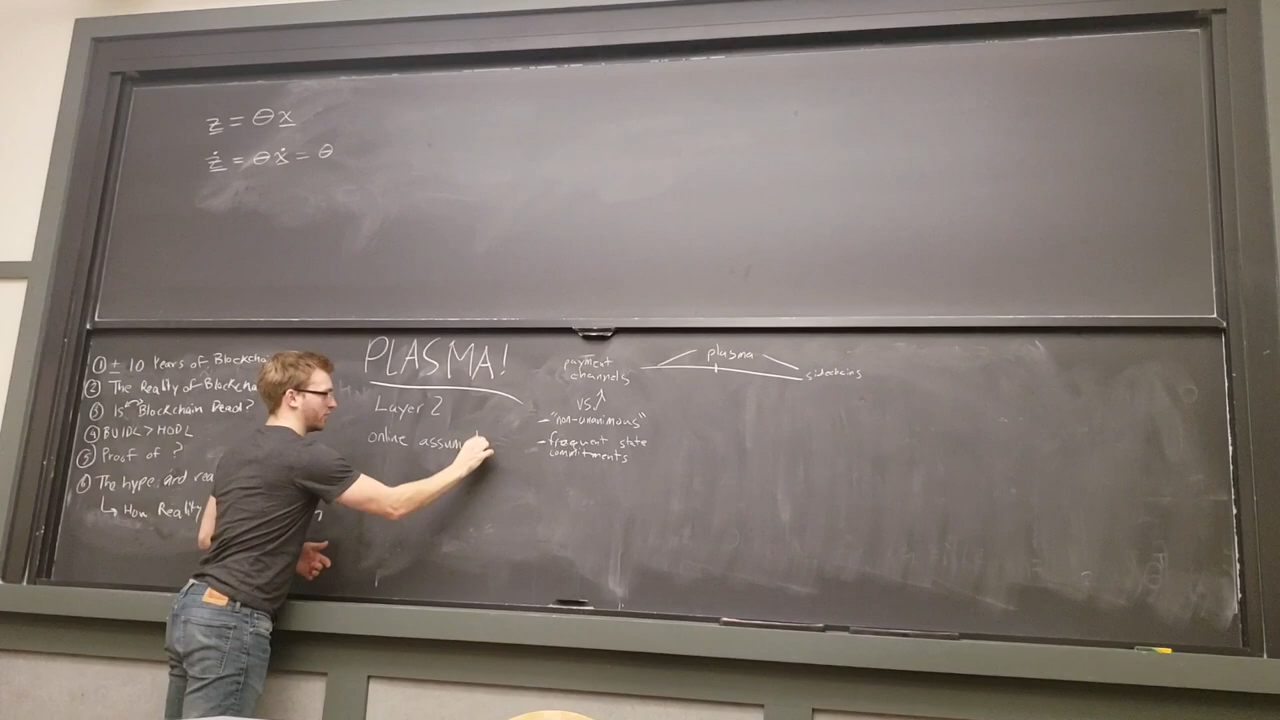 z = θx
ż = θẋ = θ
① ± 10 Years of Blockcha
② The Reality of Blockcha
③ Is Blockchain Dead?
④ BUIDL > HODL
⑤ Proof of ?
⑥ The hype, and rea
↳ How Reality
PLASMA!
Layer 2
online assum
payment
channels
VS
- "non-unanimous"
- frequent state
commitments
plasma
sidechains